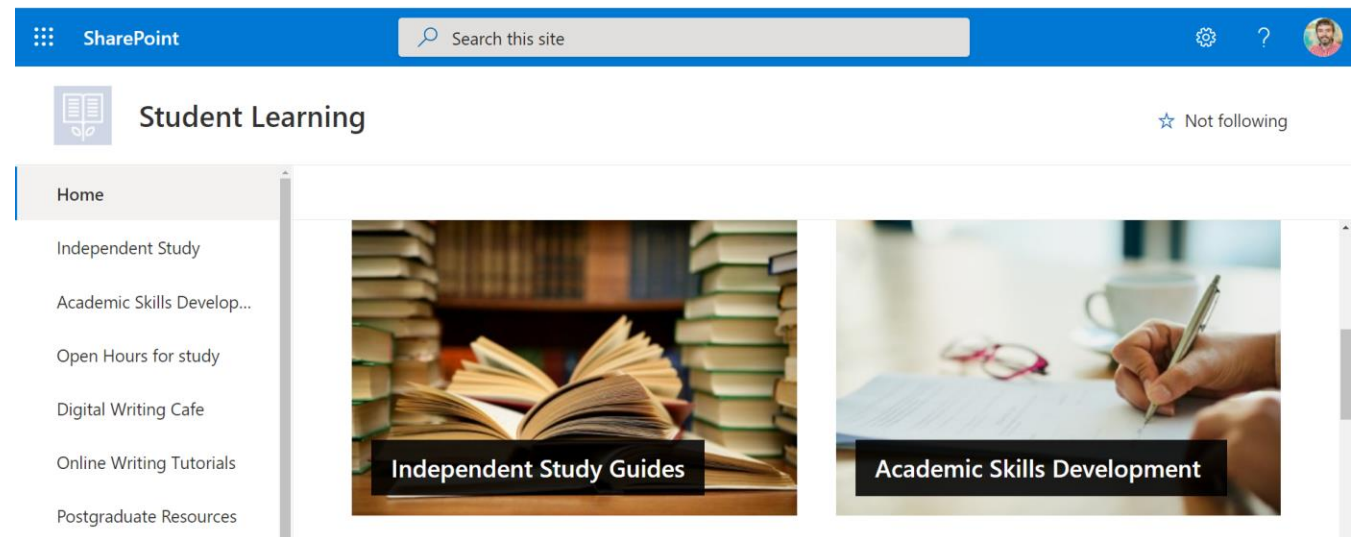 SharePoint
Search this site
?
Student Learning
Not following
Home
Independent Study
Academic Skills Develop...
Open Hours for study
Digital Writing Cafe
Online Writing Tutorials
Postgraduate Resources
Independent Study Guides
Academic Skills Development